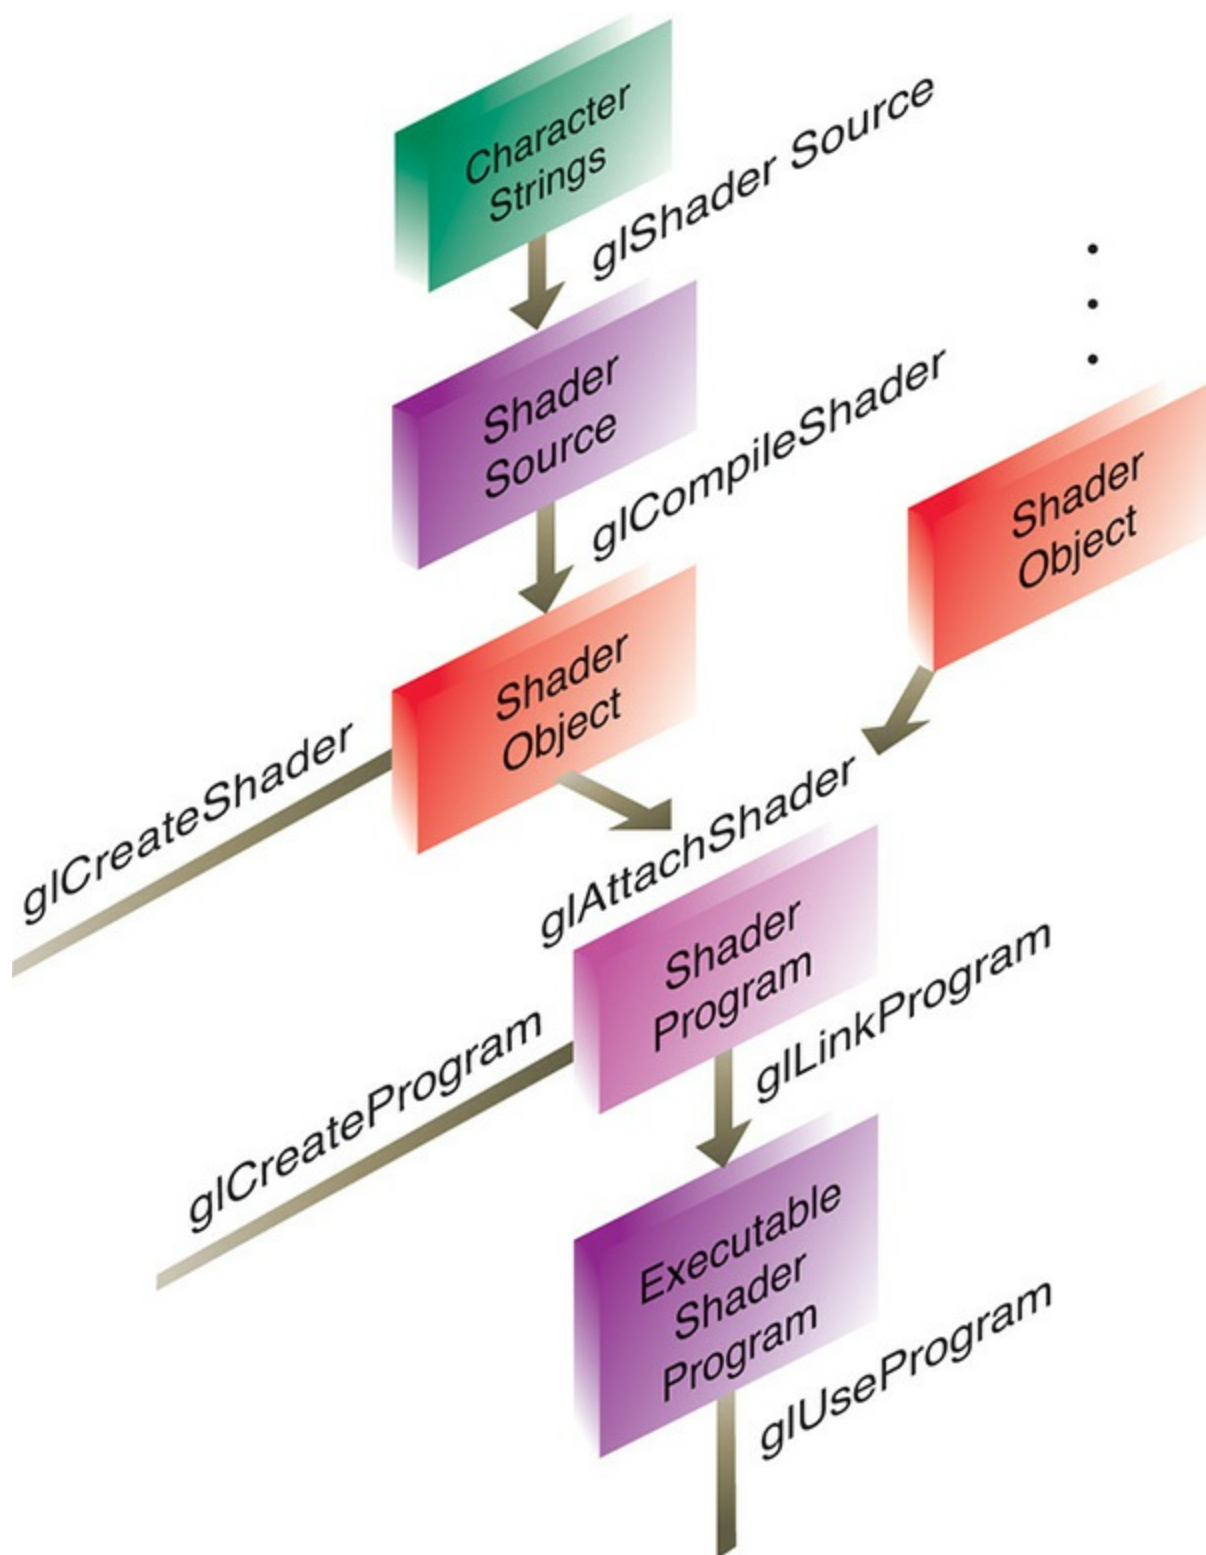 Character
Strings
glShader Source
Shader
Source
glCompileShader
Shader
Object
Shader
Object
glCreateShader
glAttachShader
Shader
Program
glCreateProgram
glLinkProgram
Executable
Shader
Program
glUseProgram